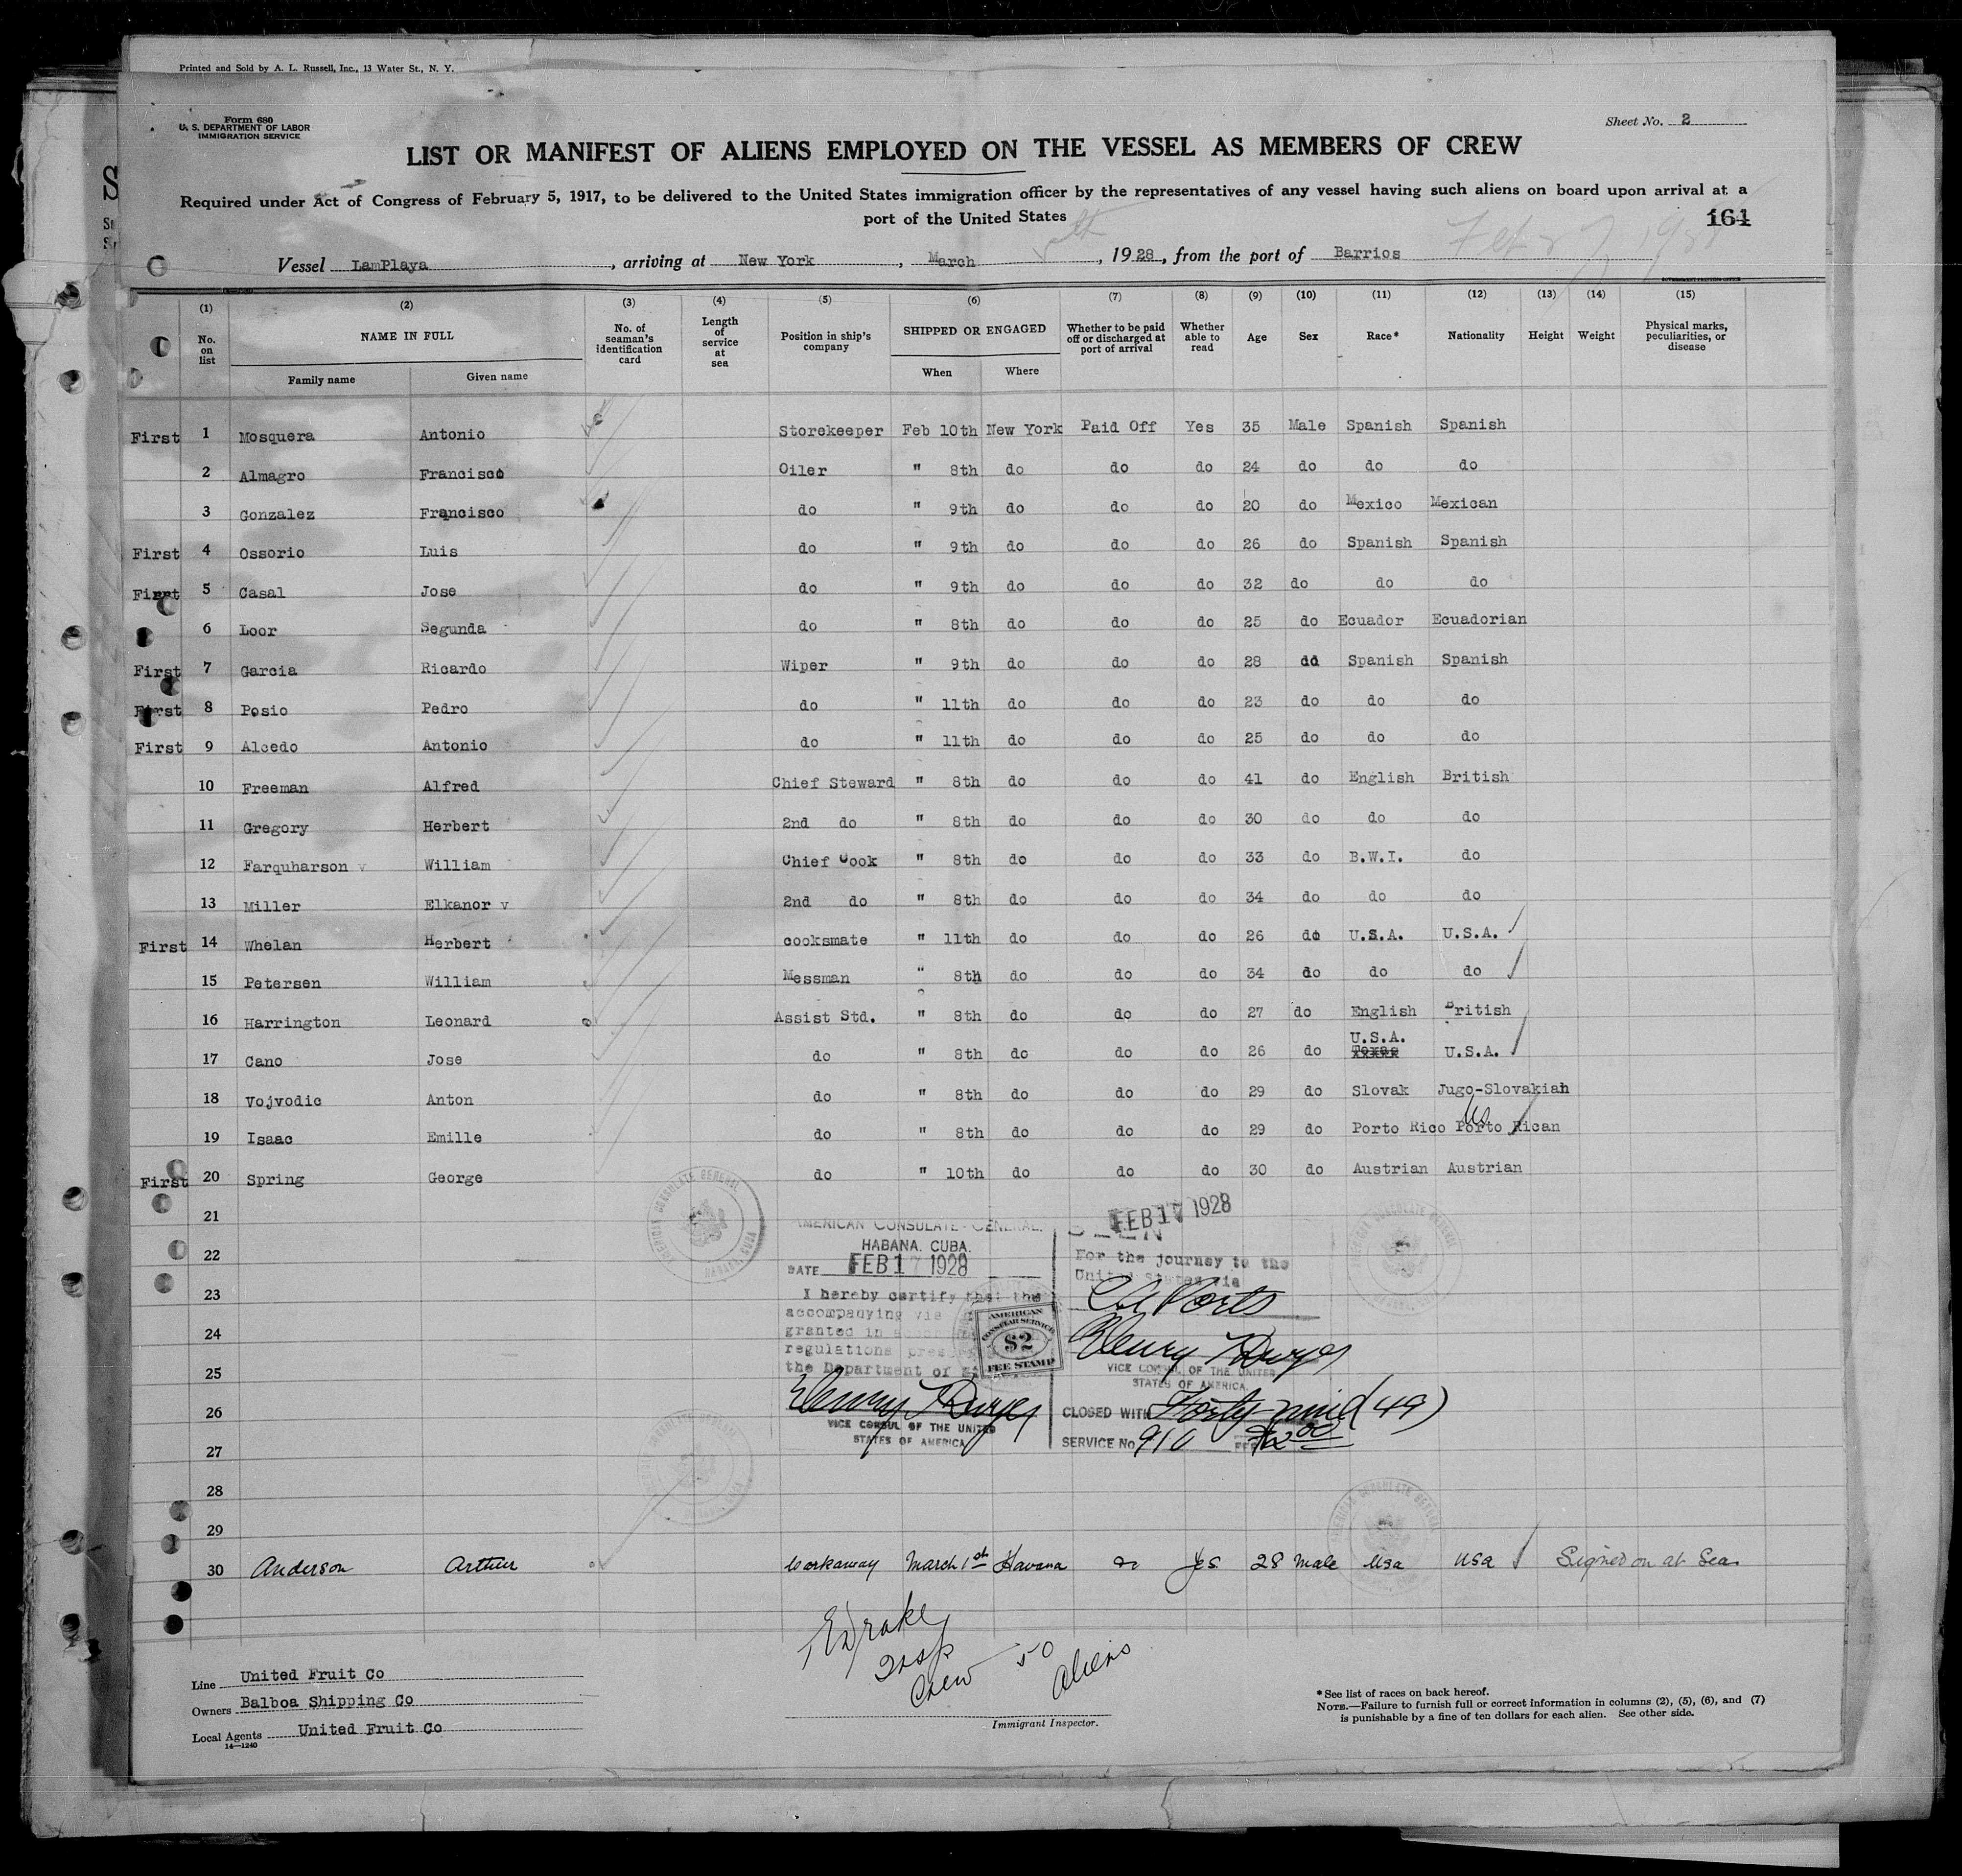 Printed and Sold by A. L. Russell, Inc., 13 Water St., N. Y.
Form 680
U. S. DEPARTMENT OF LABOR
IMMIGRATION SERVICE
Sheet No. 2
LIST OR MANIFEST OF ALIENS EMPLOYED ON THE VESSEL AS MEMBERS OF CREW
Required under Act of Congress of February 5, 1917, to be delivered to the United States immigration officer by the representatives of any vessel having such aliens on board upon arrival at a
port of the United States
164
Vessel LamPlaya, arriving at New York, March 1928, from the port of Barrios
(1) (2) (3) (4) (5) (6) (7) (8) (9) (10) (11) (12) (13) (14) (15)
No. on list NAME IN FULL Family name Given name No. of seaman's identification card Length of service at sea Position in ship's company SHIPPED OR ENGAGED When Where Whether to be paid off or discharged at port of arrival Whether able to read Age Sex Race* Nationality Height Weight Physical marks, peculiarities, or disease
First 1 Mosquera Antonio Storekeeper Feb 10th New York Paid Off Yes 35 Male Spanish Spanish
2 Almagro Francisco Oiler " 8th do do do 24 do do do
3 Gonzalez Francisco do " 9th do do do 20 do Mexico Mexican
First 4 Ossorio Luis do " 9th do do do 26 do Spanish Spanish
First 5 Casal Jose do " 9th do do do 32 do do do
6 Loor Segunda do " 8th do do do 25 do Ecuador Ecuadorian
First 7 Garcia Ricardo Wiper " 9th do do do 28 dd Spanish Spanish
First 8 Posio Pedro do " 11th do do do 23 do do do
First 9 Alcedo Antonio do " 11th do do do 25 do do do
10 Freeman Alfred Chief Steward " 8th do do do 41 do English British
11 Gregory Herbert 2nd do " 8th do do do 30 do do do
12 Farquharson v William Chief Cook " 8th do do do 33 do B.W.I. do
13 Miller Elkanor v 2nd do " 8th do do do 34 do do do
First 14 Whelan Herbert cooksmate " 11th do do do 26 do U.S.A. U.S.A.
15 Petersen William Messman " 8th do do do 34 do do do
16 Harrington Leonard Assist Std. " 8th do do do 27 do English British
17 Cano Jose do " 8th do do do 26 do U.S.A. U.S.A.
18 Vojvodic Anton do " 8th do do do 29 do Slovak Jugo-Slovakian
19 Isaac Emille do " 8th do do do 29 do Porto Rico Porto Rican
US
First 20 Spring George do " 10th do do do 30 do Austrian Austrian
21
22
23
24
25
26
27
28
29
AMERICAN CONSULATE GENERAL.
HABANA. CUBA.
DATE FEB 17 1928
I hereby certify that the
accompanying
granted in
regulations
the Department of
AMERICAN CONSULAR SERVICE
$2
FEE STAMP
VICE CONSUL OF THE UNITED
STATES OF AMERICA
FEB 17 1928
SEEN
For the journey to the
United States via
VICE CONSUL OF THE UNITED
STATES OF AMERICA
CLOSED WITH Forty-nine (49)
SERVICE No. 910
30 Anderson Arthur Workaway March 1st Havana do Yes 28 Male USA USA Signed on at Sea
Drake
Insp
Crew 50 Aliens
Immigrant Inspector.
Line United Fruit Co
Owners Balboa Shipping Co
Local Agents United Fruit Co
14—1240
*See list of races on back hereof.
NOTE.—Failure to furnish full or correct information in columns (2), (5), (6), and (7)
is punishable by a fine of ten dollars for each alien. See other side.